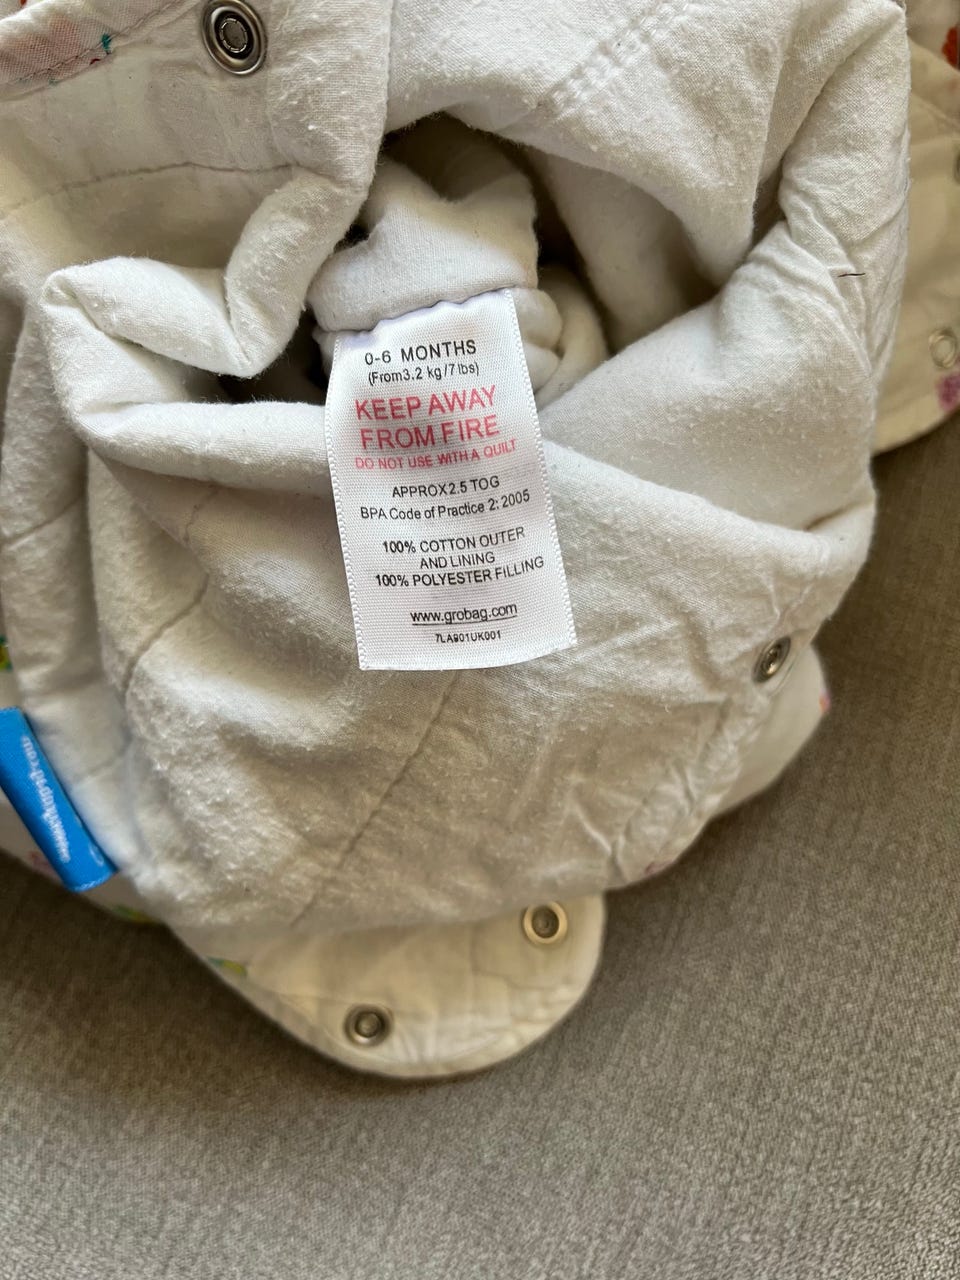 0-6 MONTHS
(From3.2 kg/7lbs)
KEEP AWAY
FROM FIRE
DO NOT USE WITH A QUILT
APPROX2.5 TOG
BPA Code of Practice 2: 2005
100% COTTON OUTER
AND LINING
100% POLYESTER FILLING
www.grobag.com
7LA901UK001